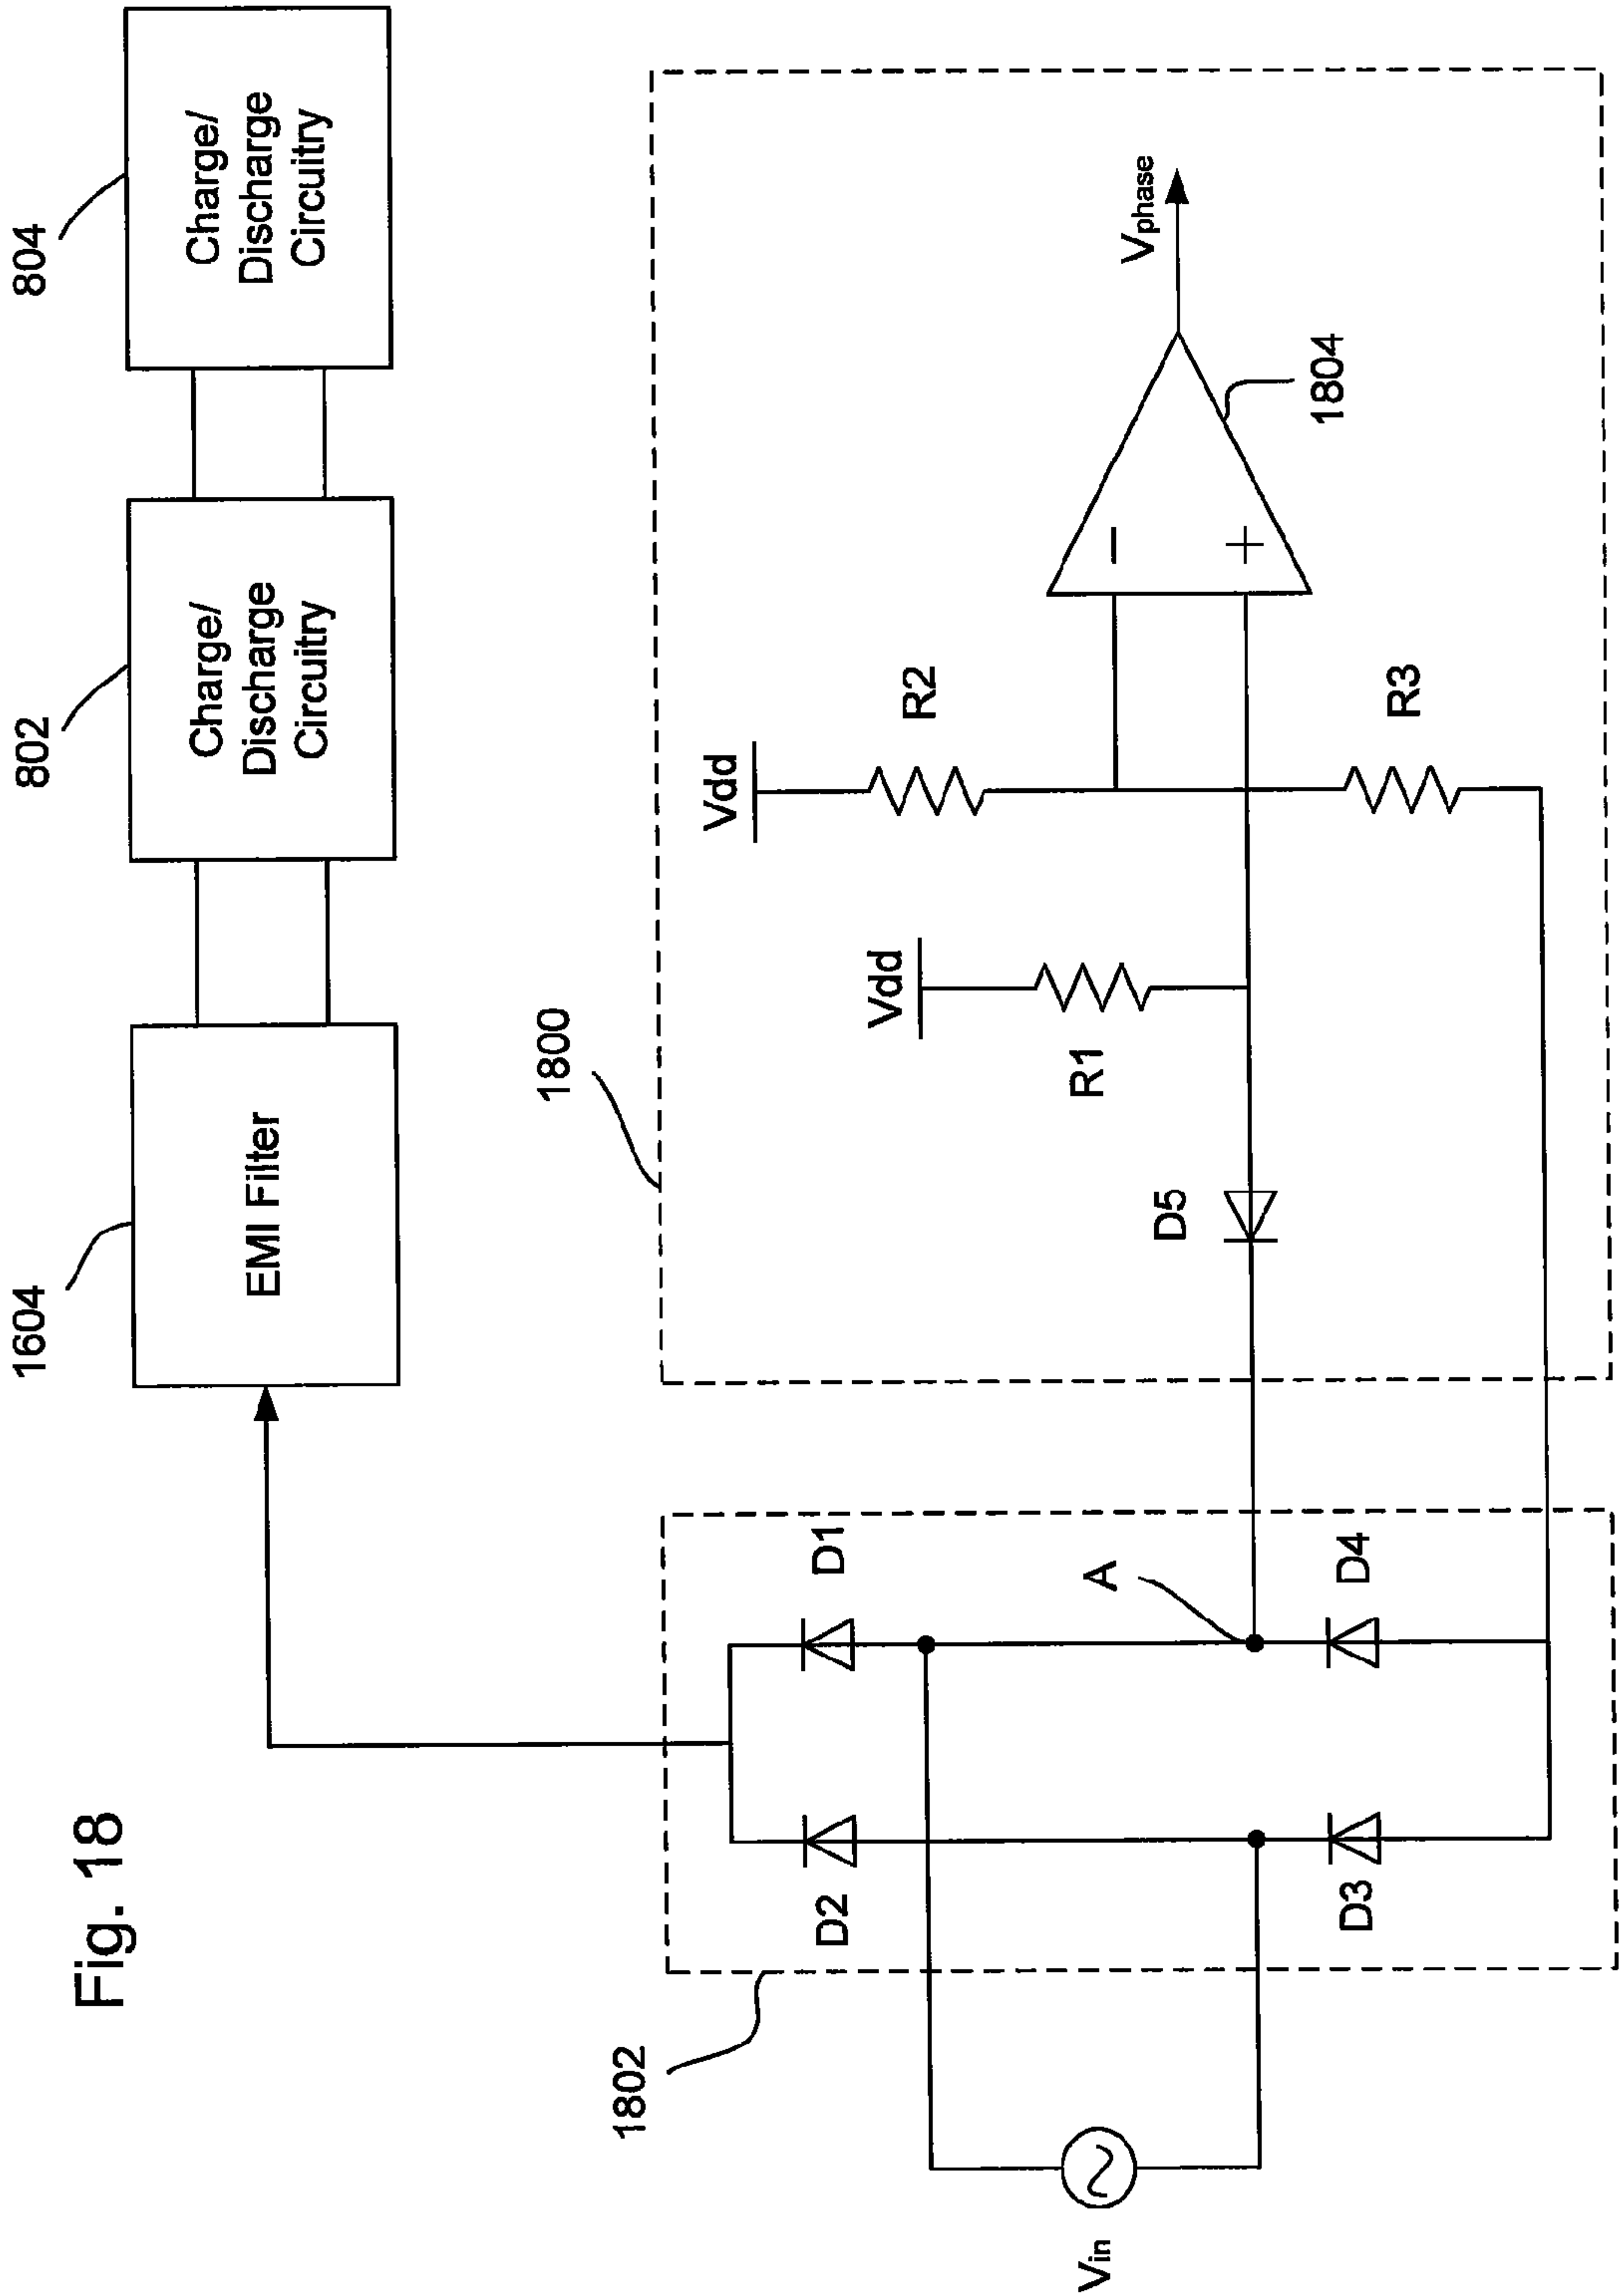 Fig. 18
1604
EMI Filter
802
Charge/
Discharge
Circuitry
804
Charge/
Discharge
Circuitry
1800
1802
Vin
D2
D1
D3
D4
A
D5
Vdd
R1
Vdd
R2
R3
−
+
1804
Vphase